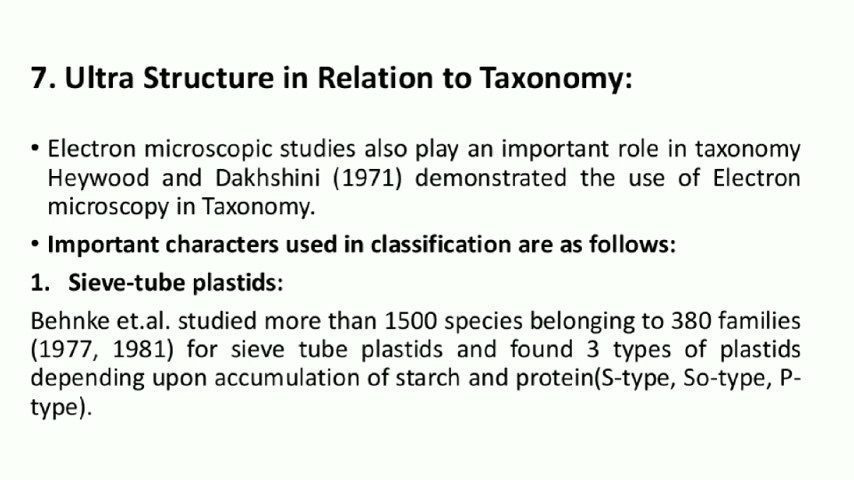 7. Ultra Structure in Relation to Taxonomy:
• Electron microscopic studies also play an important role in taxonomy
Heywood and Dakhshini (1971) demonstrated the use of Electron
microscopy in Taxonomy.
• Important characters used in classification are as follows:
1. Sieve-tube plastids:
Behnke et.al. studied more than 1500 species belonging to 380 families
(1977, 1981) for sieve tube plastids and found 3 types of plastids
depending upon accumulation of starch and protein(S-type, So-type, P-
type).